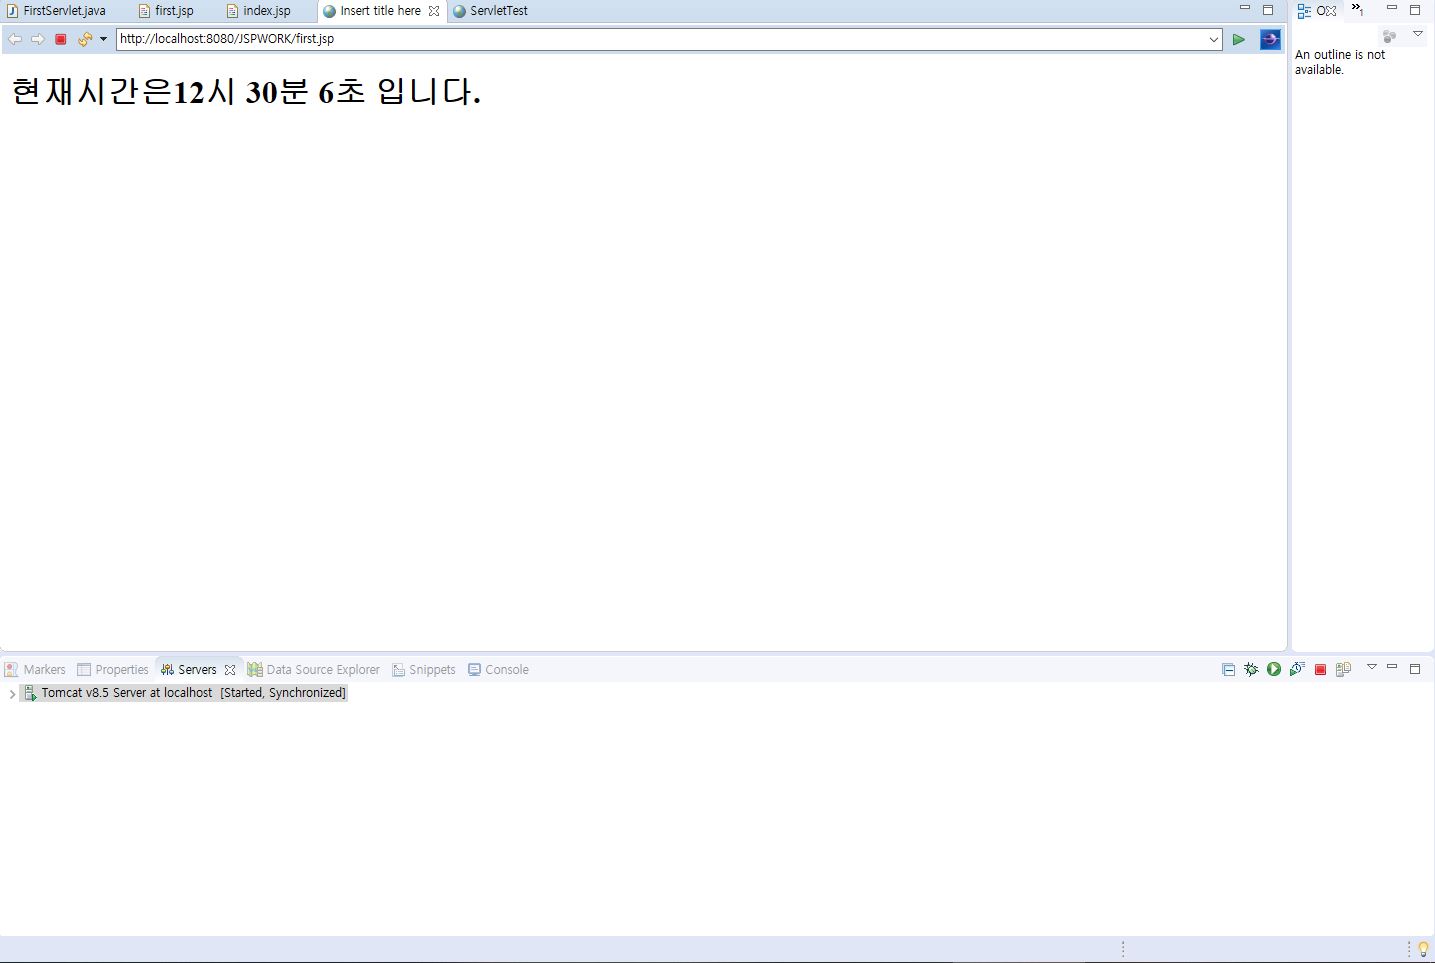 FirstServlet.java first.jsp index.jsp Insert title here ServletTest
http://localhost:8080/JSPWORK/first.jsp
현재시간은12시 30분 6초 입니다.
O
1
An outline is not
available.
Markers Properties Servers Data Source Explorer Snippets Console
Tomcat v8.5 Server at localhost [Started, Synchronized]